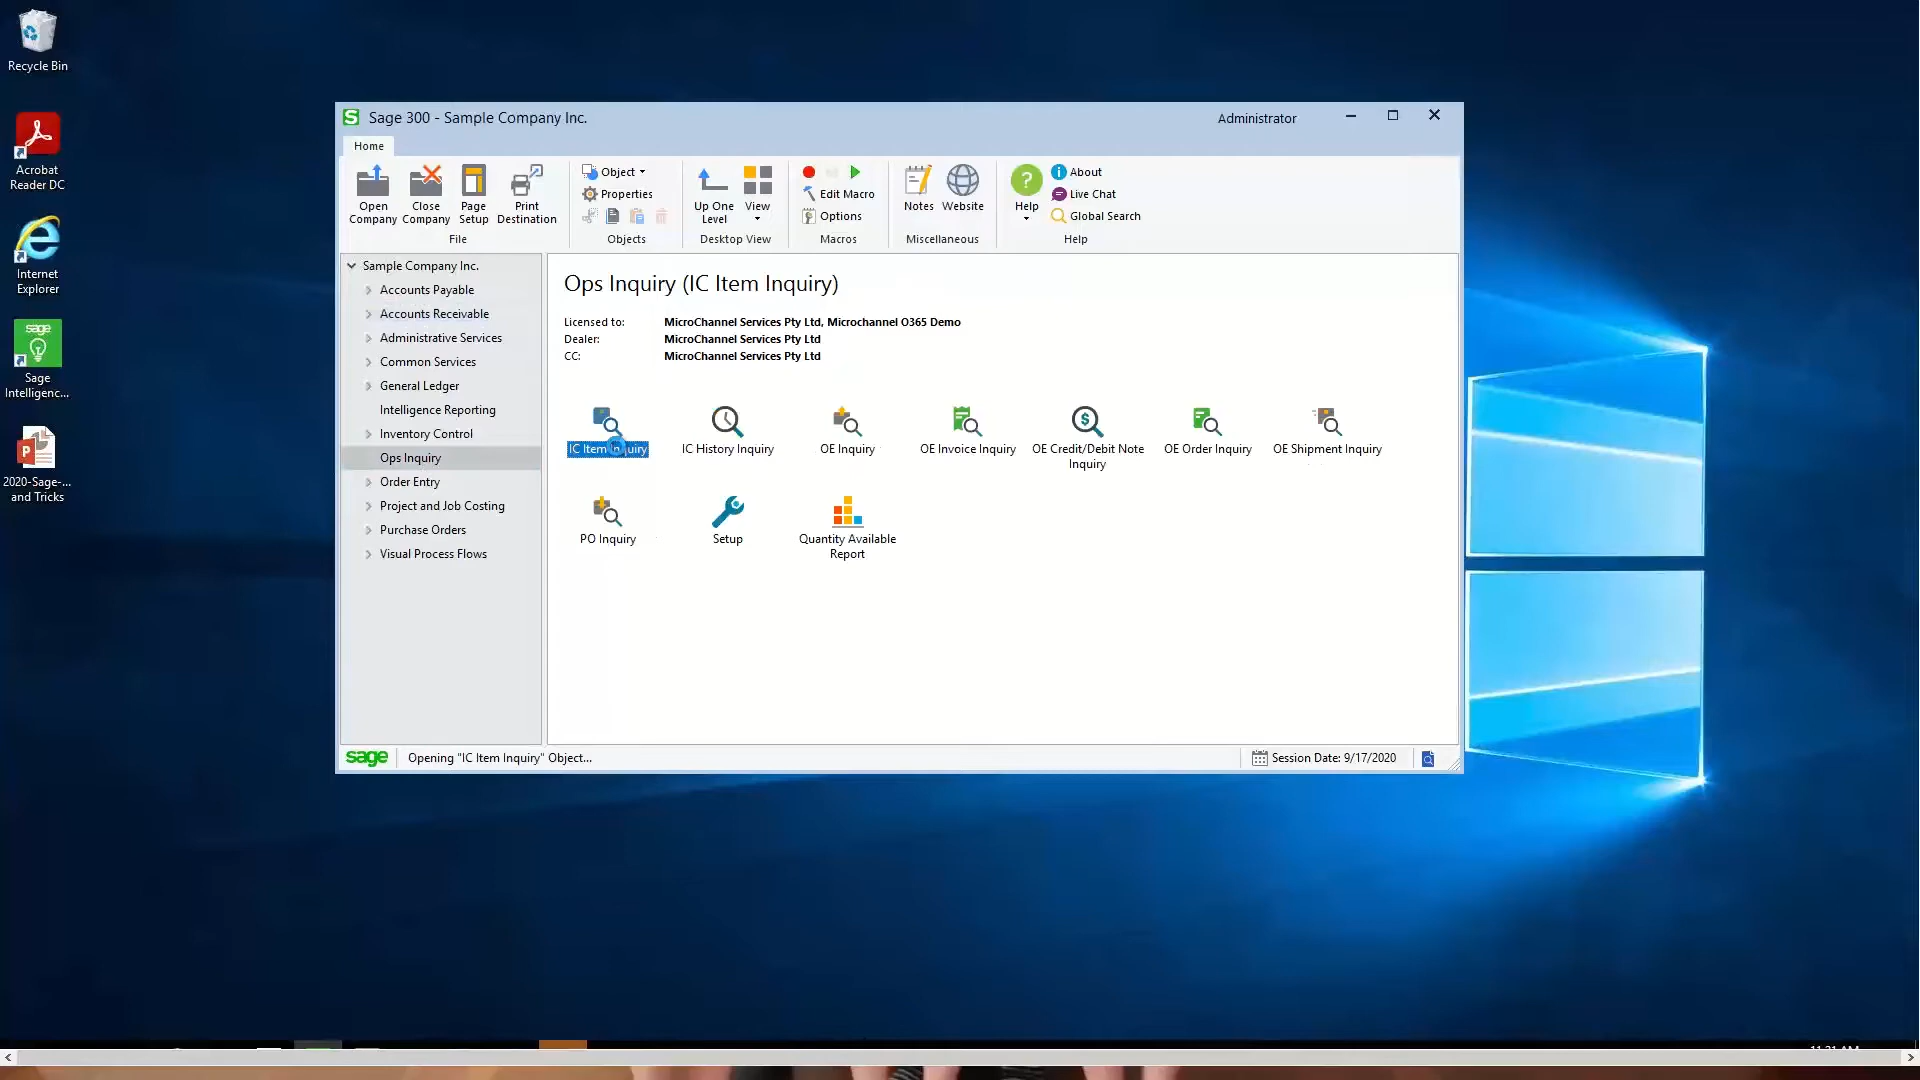 Recycle Bin
Acrobat
Reader DC
Internet
Explorer
sage
Sage
Intelligenc...
2020-Sage-...
and Tricks
Sage 300 - Sample Company Inc.
Administrator
Home
Open
Company
Close
Company
Page
Setup
Print
Destination
File
Object
Properties
Objects
Up One
Level
View
Desktop View
Edit Macro
Options
Macros
Notes
Website
Miscellaneous
Help
About
Live Chat
Global Search
Help
Sample Company Inc.
Accounts Payable
Accounts Receivable
Administrative Services
Common Services
General Ledger
Intelligence Reporting
Inventory Control
Ops Inquiry
Order Entry
Project and Job Costing
Purchase Orders
Visual Process Flows
Ops Inquiry (IC Item Inquiry)
Licensed to: MicroChannel Services Pty Ltd, Microchannel O365 Demo
Dealer: MicroChannel Services Pty Ltd
CC: MicroChannel Services Pty Ltd
IC Item Inquiry
IC History Inquiry
OE Inquiry
OE Invoice Inquiry
OE Credit/Debit Note
Inquiry
OE Order Inquiry
OE Shipment Inquiry
PO Inquiry
Setup
Quantity Available
Report
sage
Opening "IC Item Inquiry" Object...
Session Date: 9/17/2020